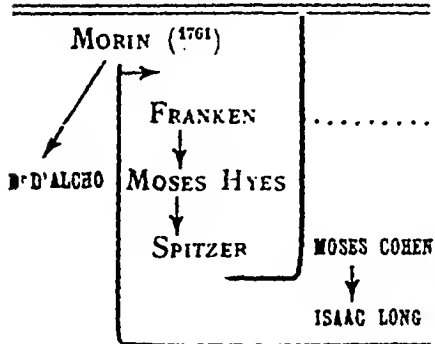 MORIN (1761)
FRANKEN
.........
Dr D'ALCHO MOSES HYES
SPITZER MOSES COHEN
ISAAC LONG